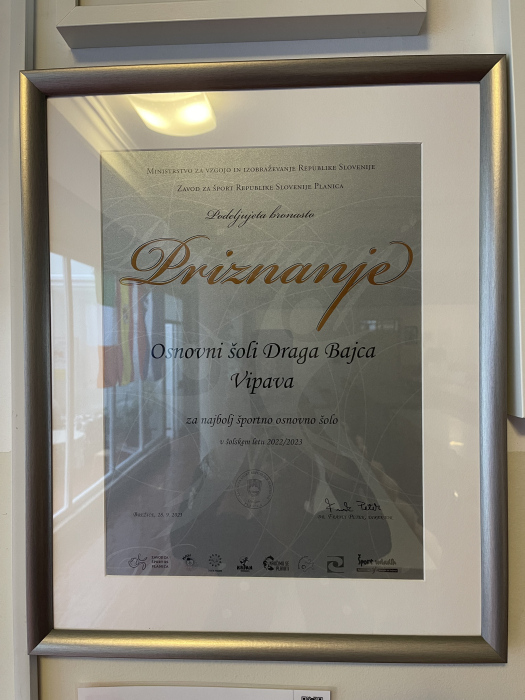 Ministrstvo za vzgojo in izobraževanje Republike Slovenije
Zavod za šport Republike Slovenije Planica
Podeljujeta bronasto
Priznanje
Osnovni šoli Draga Bajca
Vipava
za najbolj športno osnovno šolo
v šolskem letu 2022/2023